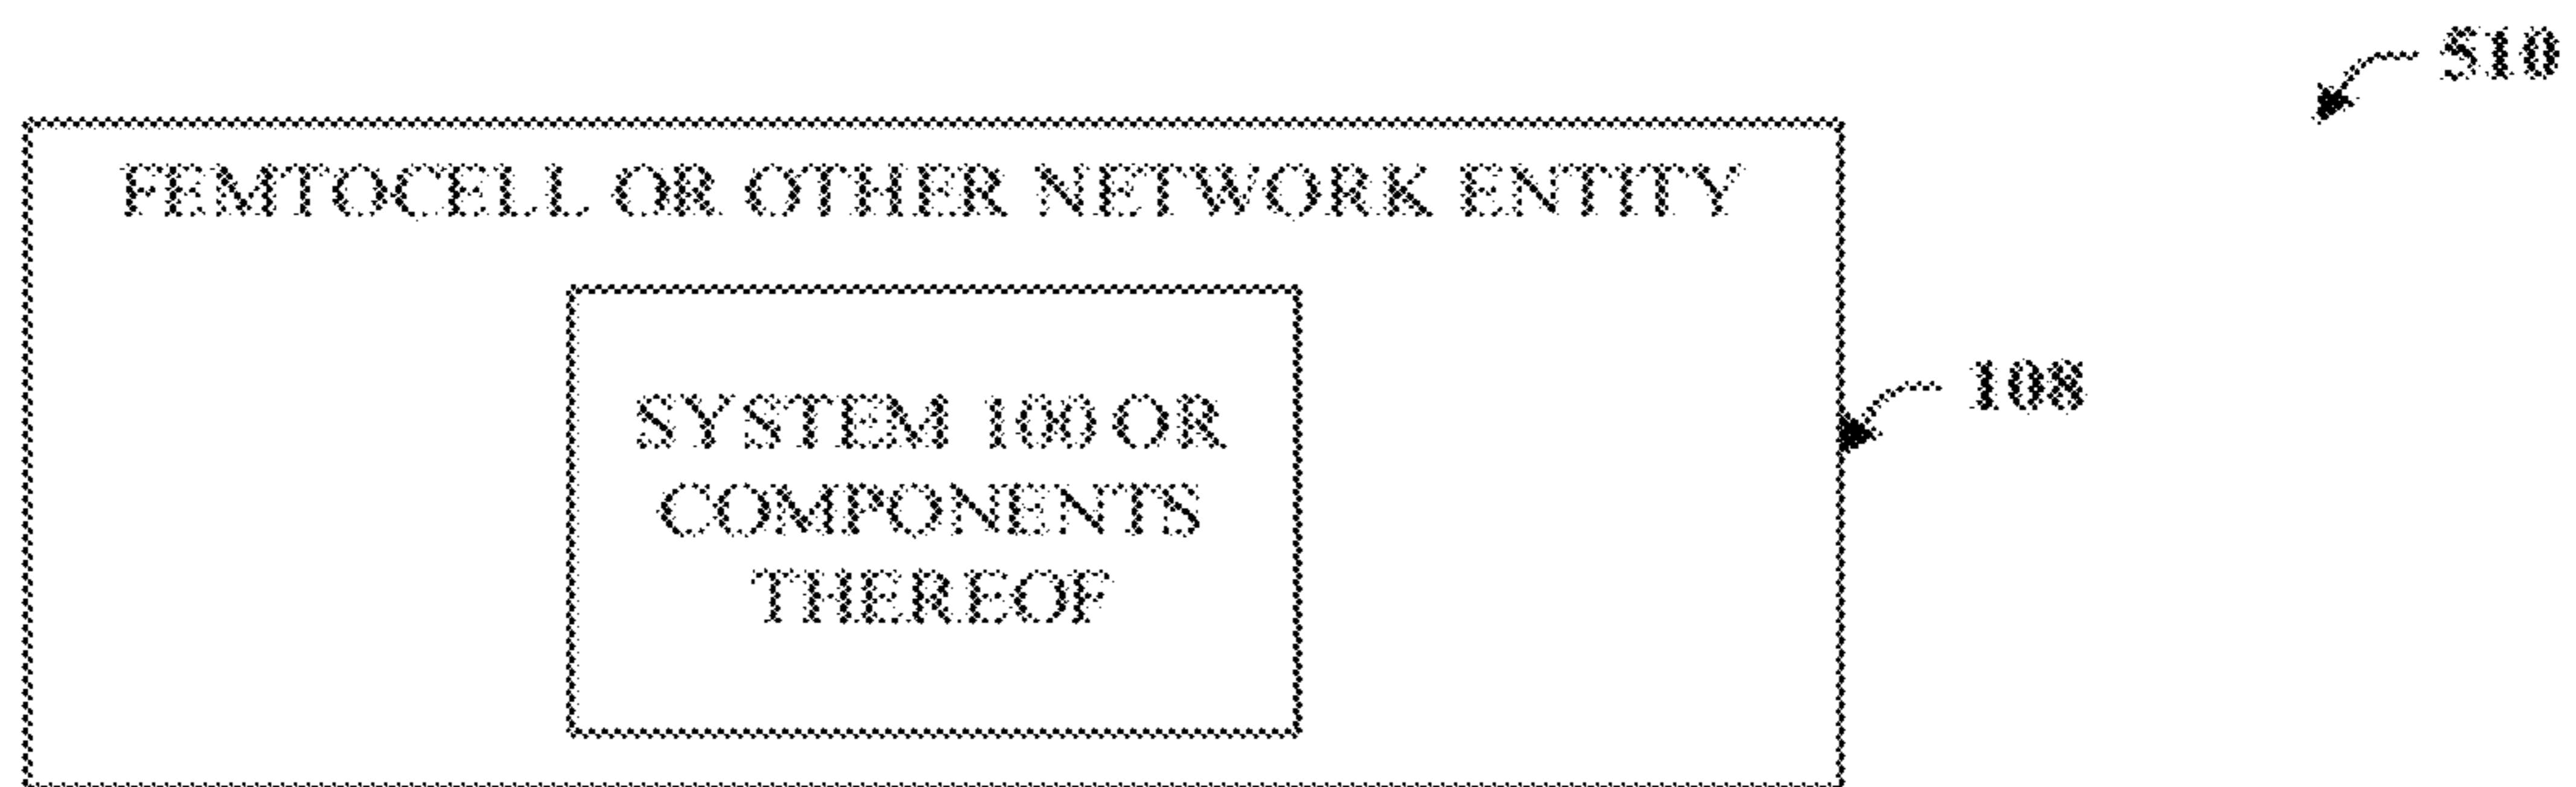 510
FEMTOCELL OR OTHER NETWORK ENTITY
108
SYSTEM 100 OR
COMPONENTS
THEREOF